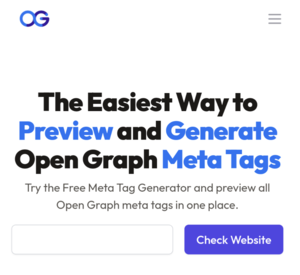 OG
The Easiest Way to
Preview and Generate
Open Graph Meta Tags
Try the Free Meta Tag Generator and preview all
Open Graph meta tags in one place.
Check Website